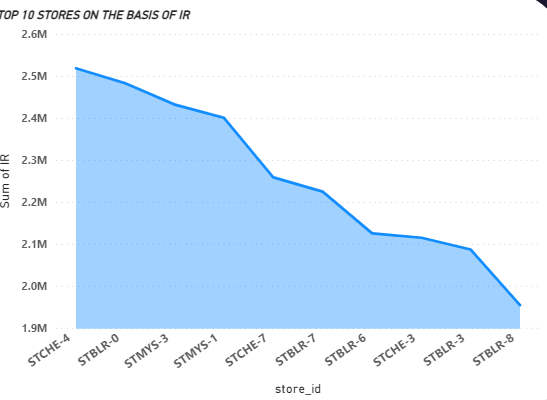 TOP 10 STORES ON THE BASIS OF IR
2.6M
2.5M
2.4M
2.3M
2.2M
2.1M
2.0M
1.9M
Sum of IR
STCHE-4
STBLR-0
STMYS-3
STMYS-1
STCHE-7
STBLR-7
STBLR-6
STCHE-3
STBLR-3
STBLR-8
store_id